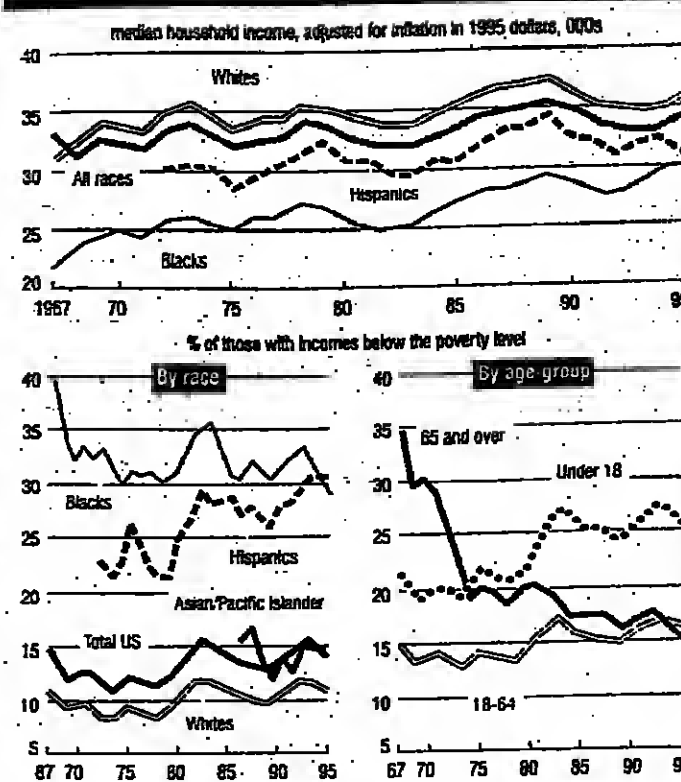 median household income, adjusted for inflation in 1995 dollars, 000s
40
Whites
35
30
All races
Hispanics
25
Blacks
20
1967 70 75 80 85 90 95
% of those with incomes below the poverty level
By race
40
35
30
Blacks
25
Hispanics
20
Asian/Pacific Islander
Total US
15
10
Whites
5
67 70 75 80 85 90 95
By age-group
40
35
65 and over
Under 18
30
25
20
15
10
18-64
5
67 70 75 80 85 90